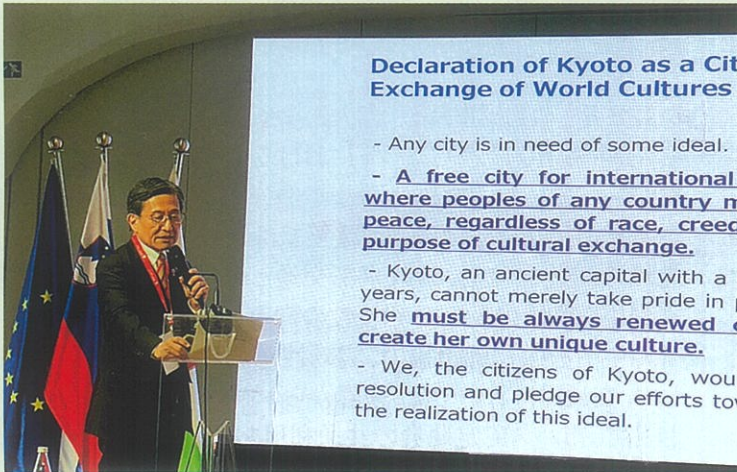 Declaration of Kyoto as a Cit
Exchange of World Cultures
- Any city is in need of some ideal.
- A free city for international
where peoples of any country m
peace, regardless of race, creed
purpose of cultural exchange.
- Kyoto, an ancient capital with a
years, cannot merely take pride in p
She must be always renewed
create her own unique culture.
- We, the citizens of Kyoto, wou
resolution and pledge our efforts tow
the realization of this ideal.